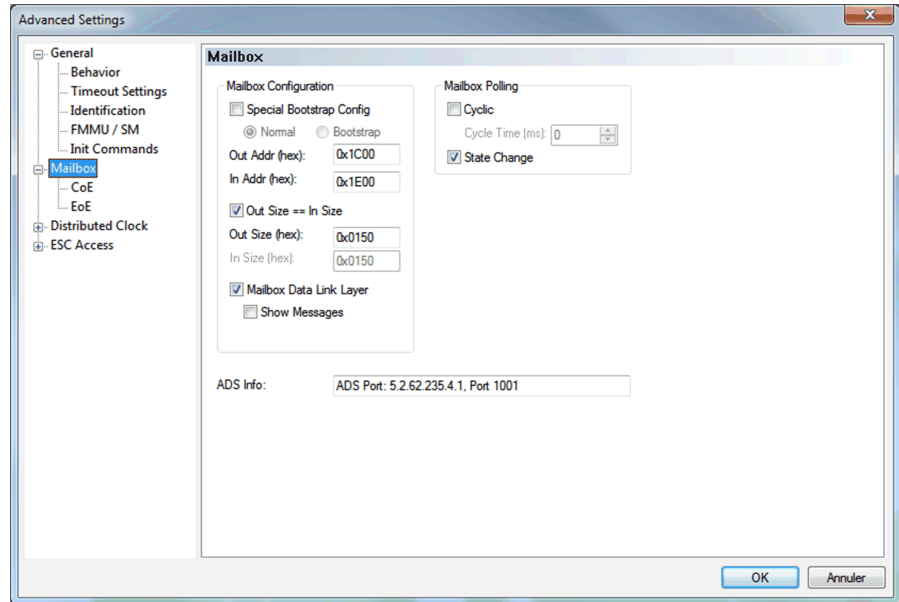 Advanced Settings
General
Behavior
Timeout Settings
Identification
FMMU / SM
Init Commands
Mailbox
CoE
EoE
Distributed Clock
ESC Access
Mailbox
Mailbox Configuration
Special Bootstrap Config
Normal Bootstrap
Out Addr (hex): 0x1C00
In Addr (hex): 0x1E00
Out Size == In Size
Out Size (hex): 0x0150
In Size (hex): 0x0150
Mailbox Data Link Layer
Show Messages
Mailbox Polling
Cyclic
Cycle Time (ms): 0
State Change
ADS Info: ADS Port: 5.2.62.235.4.1, Port 1001
OK Annuler